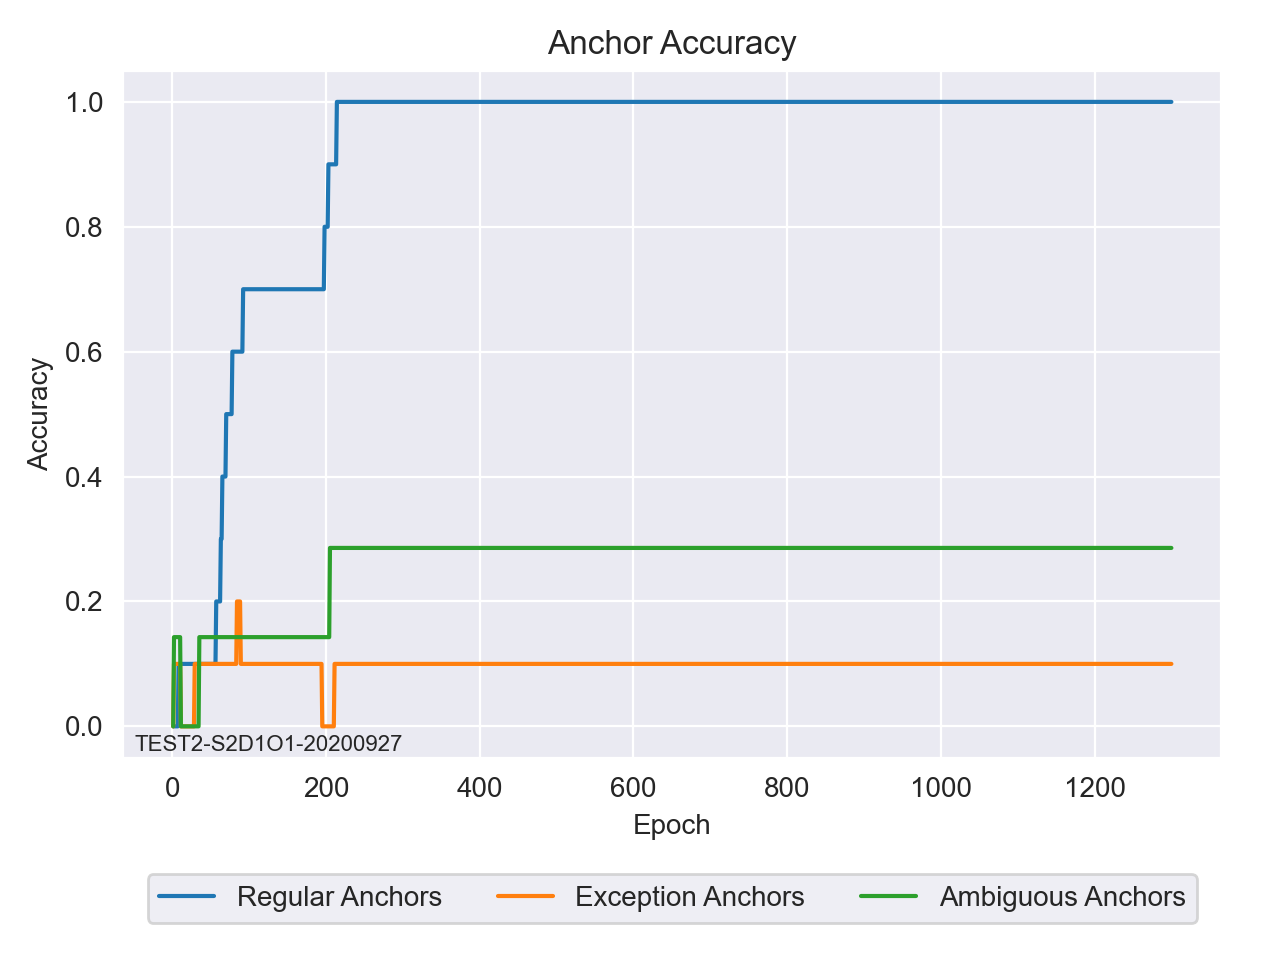 Anchor Accuracy
Accuracy
1.0
0.8
0.6
0.4
0.2
0.0
TEST2-S2D1O1-20200927
0 200 400 600 800 1000 1200
Epoch
Regular Anchors Exception Anchors Ambiguous Anchors